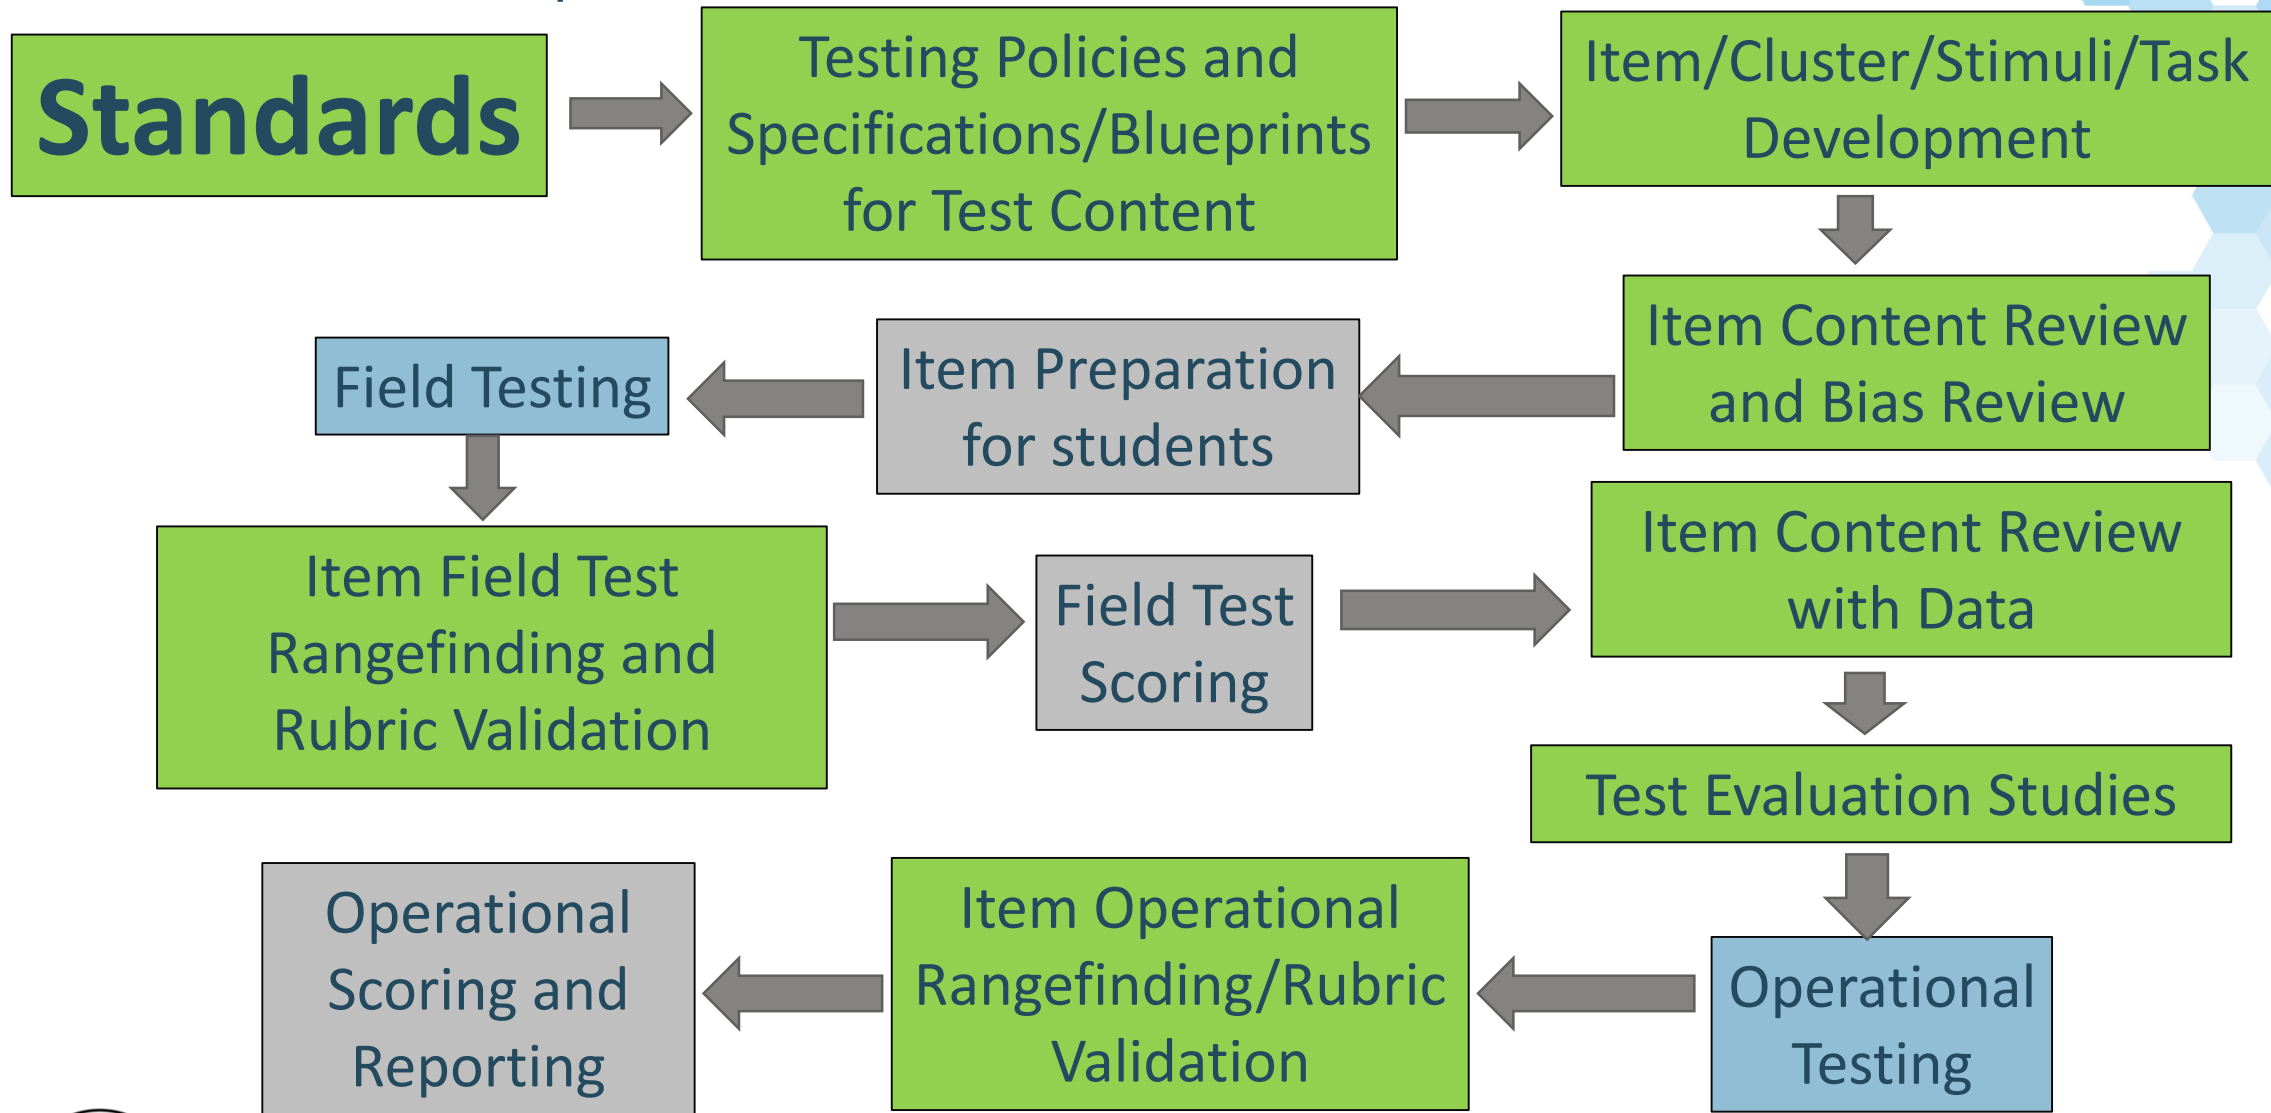 Standards
Testing Policies and
Specifications/Blueprints
for Test Content
Item/Cluster/Stimuli/Task
Development
Item Content Review
and Bias Review
Item Preparation
for students
Field Testing
Item Field Test
Rangefinding and
Rubric Validation
Field Test
Scoring
Item Content Review
with Data
Test Evaluation Studies
Operational
Testing
Item Operational
Rangefinding/Rubric
Validation
Operational
Scoring and
Reporting